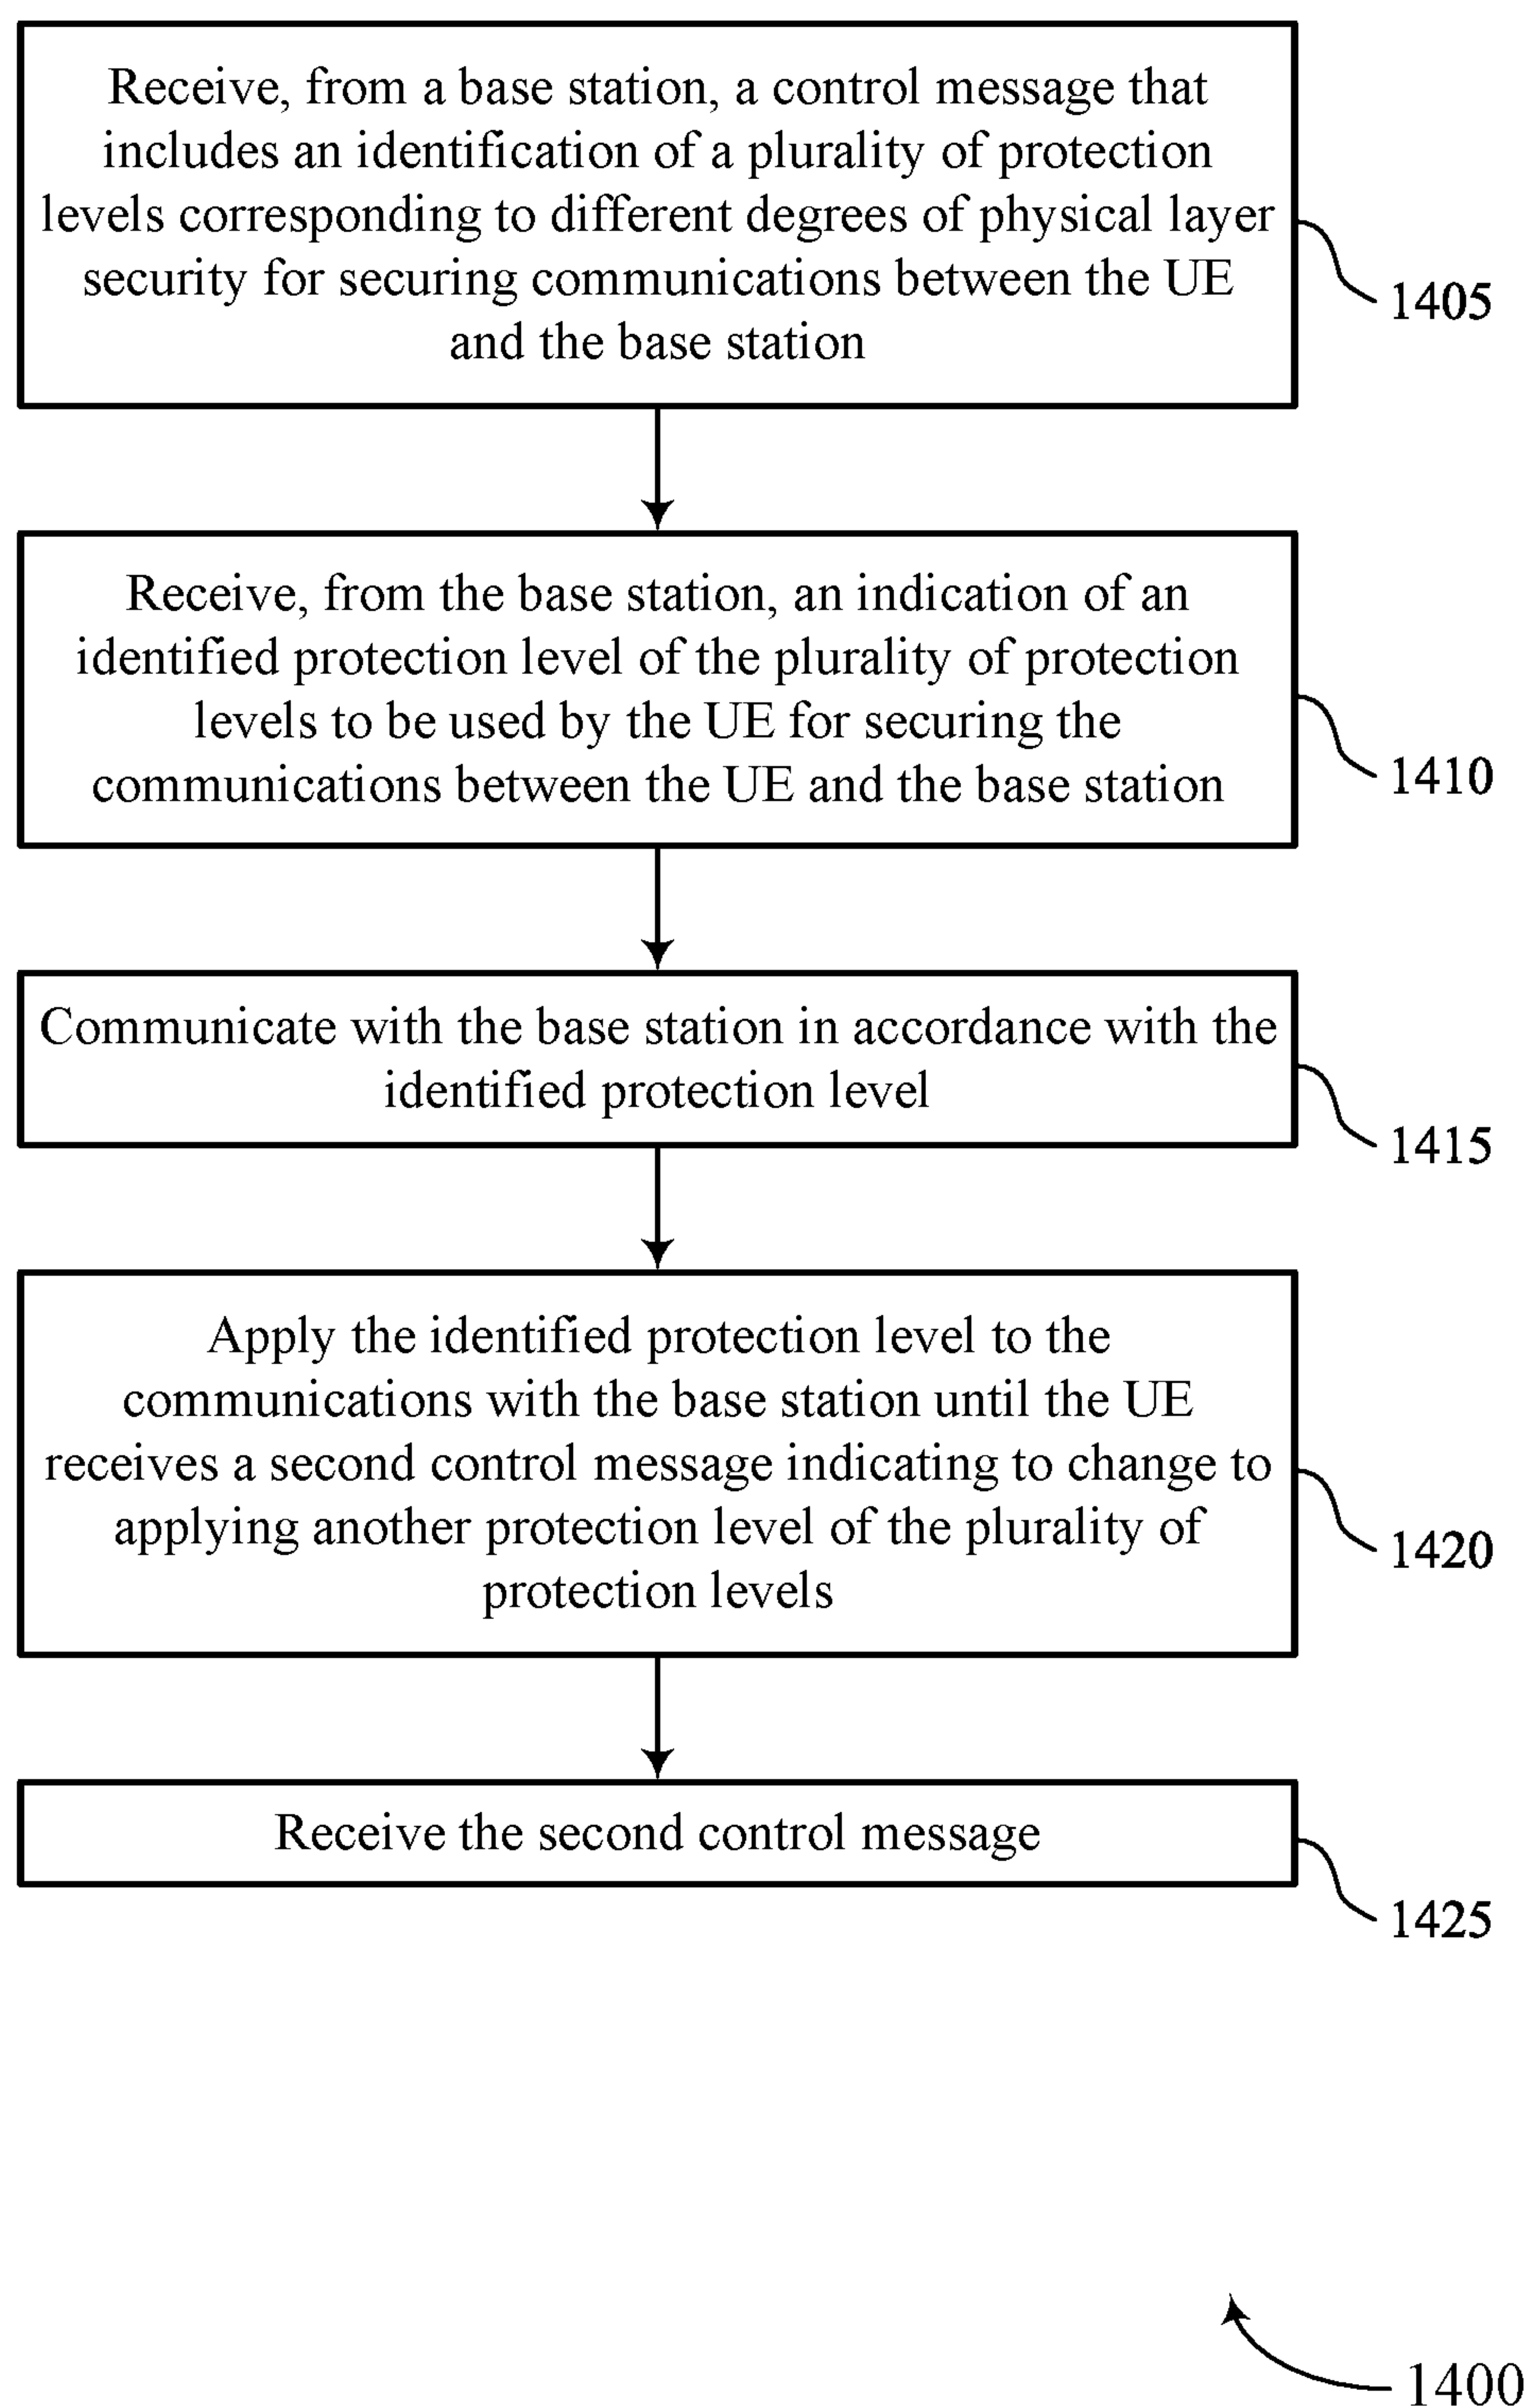 Receive, from a base station, a control message that
includes an identification of a plurality of protection
levels corresponding to different degrees of physical layer
security for securing communications between the UE
and the base station
1405
Receive, from the base station, an indication of an
identified protection level of the plurality of protection
levels to be used by the UE for securing the
communications between the UE and the base station
1410
Communicate with the base station in accordance with the
identified protection level
1415
Apply the identified protection level to the
communications with the base station until the UE
receives a second control message indicating to change to
applying another protection level of the plurality of
protection levels
1420
Receive the second control message
1425
1400